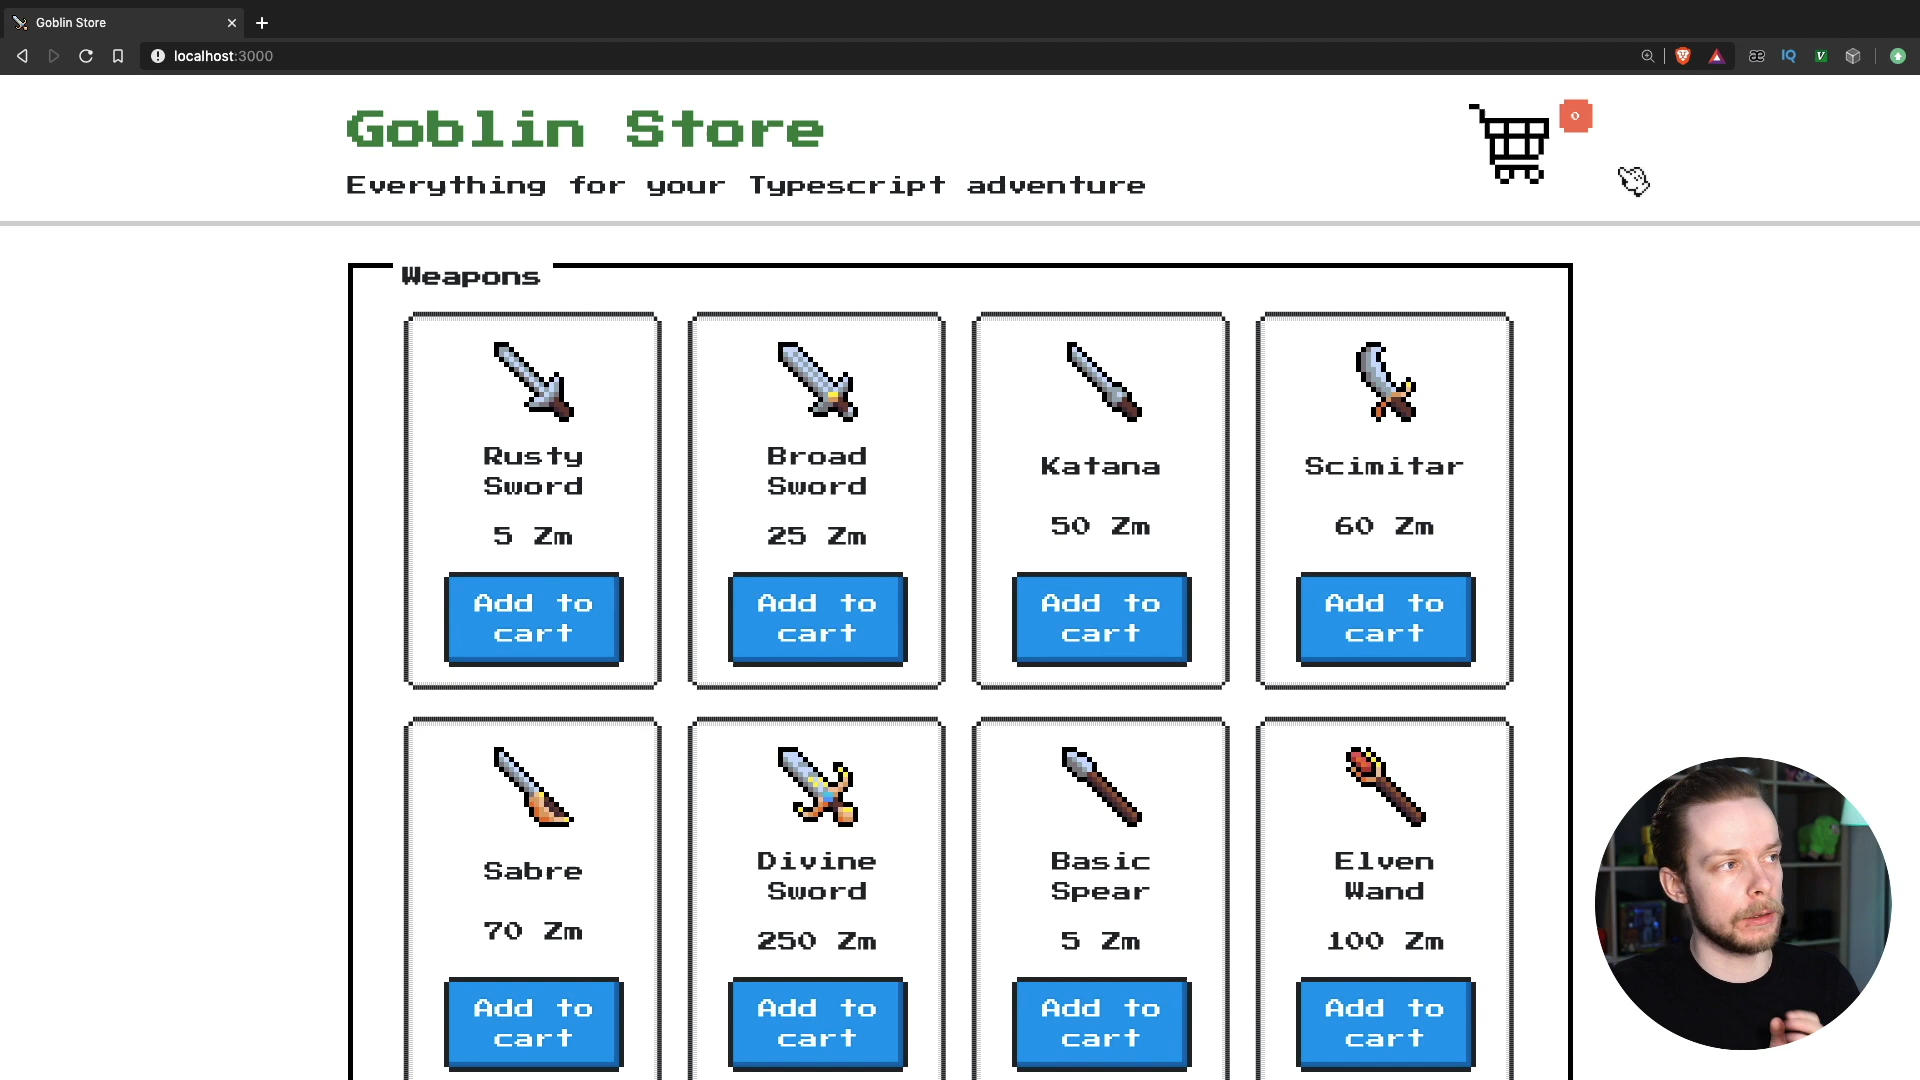 Goblin Store
localhost:3000
Goblin Store
0
Everything for your Typescript adventure
Weapons
Rusty
Sword
5 Zm
Add to
cart
Broad
Sword
25 Zm
Add to
cart
Katana
50 Zm
Add to
cart
Scimitar
60 Zm
Add to
cart
Sabre
70 Zm
Add to
cart
Divine
Sword
250 Zm
Add to
cart
Basic
Spear
5 Zm
Add to
cart
Elven
Wand
100 Zm
Add to
cart